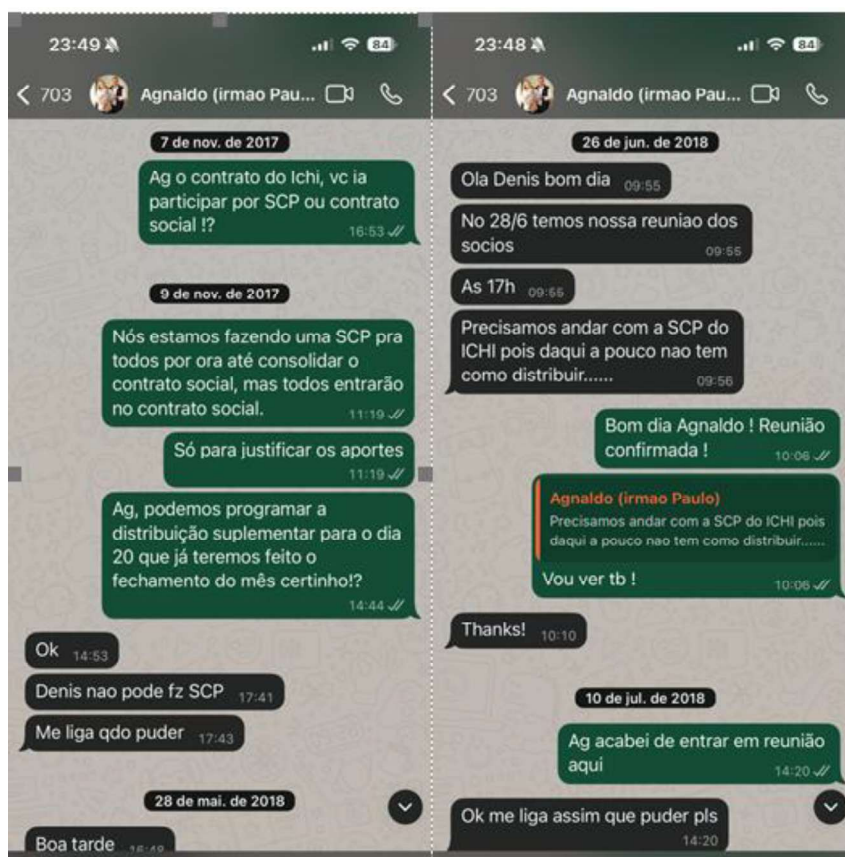 23:49
84
703
Agnaldo (irmao Pau...
7 de nov. de 2017
Ag o contrato do Ichi, vc ia
participar por SCP ou contrato
social !?
16:53
9 de nov. de 2017
Nós estamos fazendo uma SCP pra
todos por ora até consolidar o
contrato social, mas todos entrarão
no contrato social.
11:19
Só para justificar os aportes
11:19
Ag, podemos programar a
distribuição suplementar para o dia
20 que já teremos feito o
fechamento do mês certinho!?
14:44
Ok 14:53
Denis nao pode fz SCP 17:41
Me liga qdo puder 17:43
28 de mai. de 2018
Boa tarde 16:48
23:48
84
703
Agnaldo (irmao Pau...
26 de jun. de 2018
Ola Denis bom dia 09:55
No 28/6 temos nossa reuniao dos
socios
09:55
As 17h 09:56
Precisamos andar com a SCP do
ICHI pois daqui a pouco nao tem
como distribuir......
09:56
Bom dia Agnaldo ! Reunião
confirmada !
10:06
Agnaldo (irmao Paulo)
Precisamos andar com a SCP do ICHI pois
daqui a pouco nao tem como distribuir......
Vou ver tb !
10:06
Thanks! 10:10
10 de jul. de 2018
Ag acabei de entrar em reunião
aqui
14:20
Ok me liga assim que puder pls
14:20